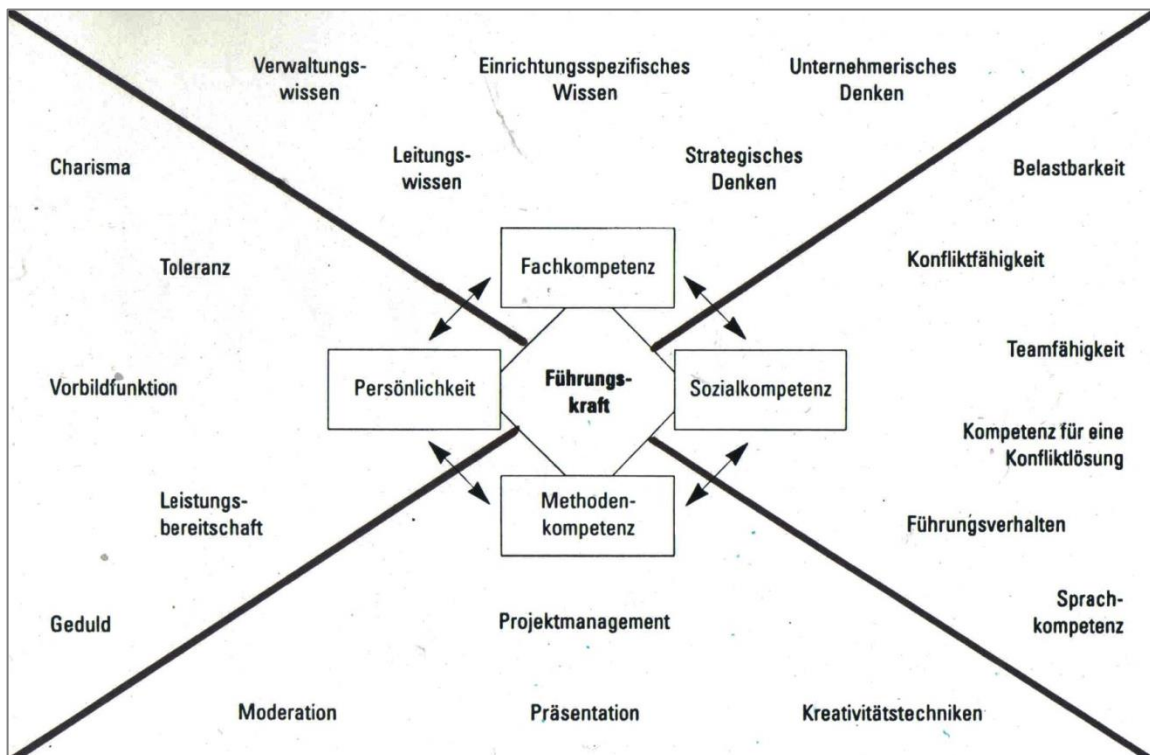 Verwaltungs-
wissen
Einrichtungsspezifisches
Wissen
Unternehmerisches
Denken
Leitungs-
wissen
Strategisches
Denken
Charisma
Toleranz
Vorbildfunktion
Leistungs-
bereitschaft
Geduld
Fachkompetenz
Persönlichkeit
Führungs-
kraft
Sozialkompetenz
Methoden-
kompetenz
Belastbarkeit
Konfliktfähigkeit
Teamfähigkeit
Kompetenz für eine
Konfliktlösung
Führungsverhalten
Sprach-
kompetenz
Projektmanagement
Moderation
Präsentation
Kreativitätstechniken